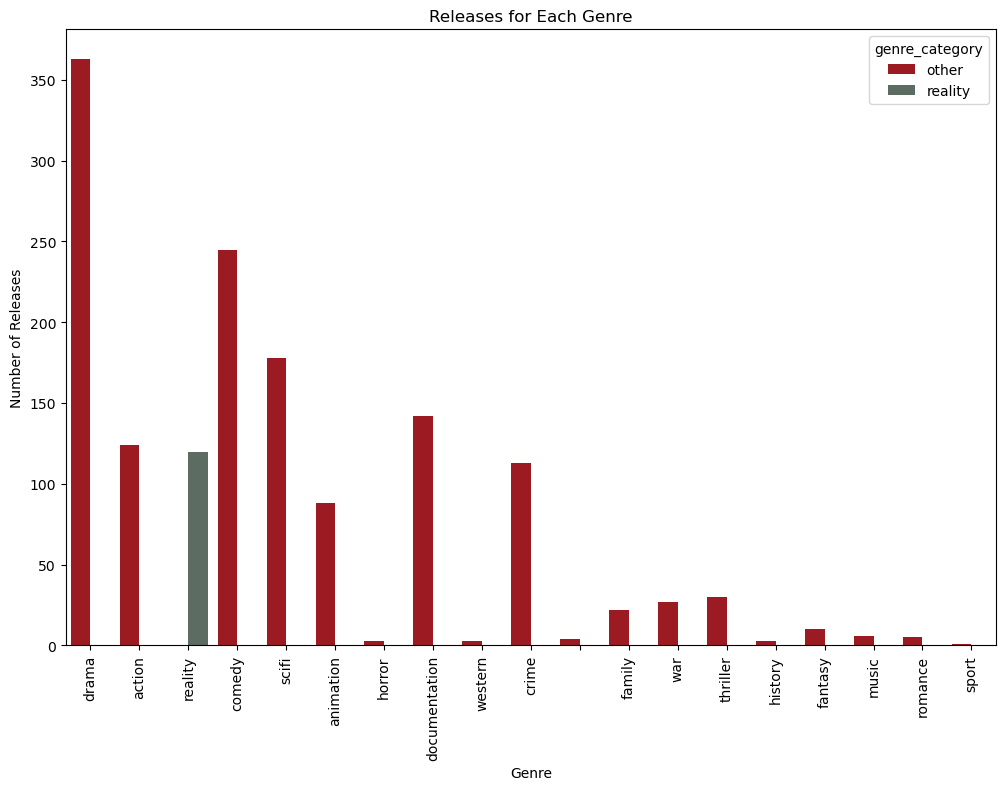 Releases for Each Genre
genre_category
other
reality
Number of Releases
350
300
250
200
150
100
50
0
drama
action
reality
comedy
scifi
animation
horror
documentation
western
crime
family
war
thriller
history
fantasy
music
romance
sport
Genre